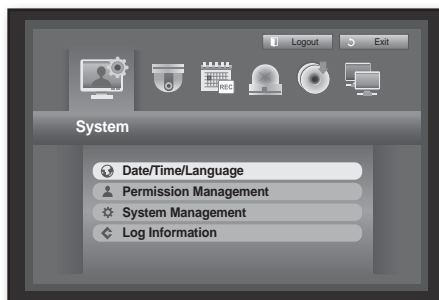 Logout Exit
REC
System
Date/Time/Language
Permission Management
System Management
Log Information